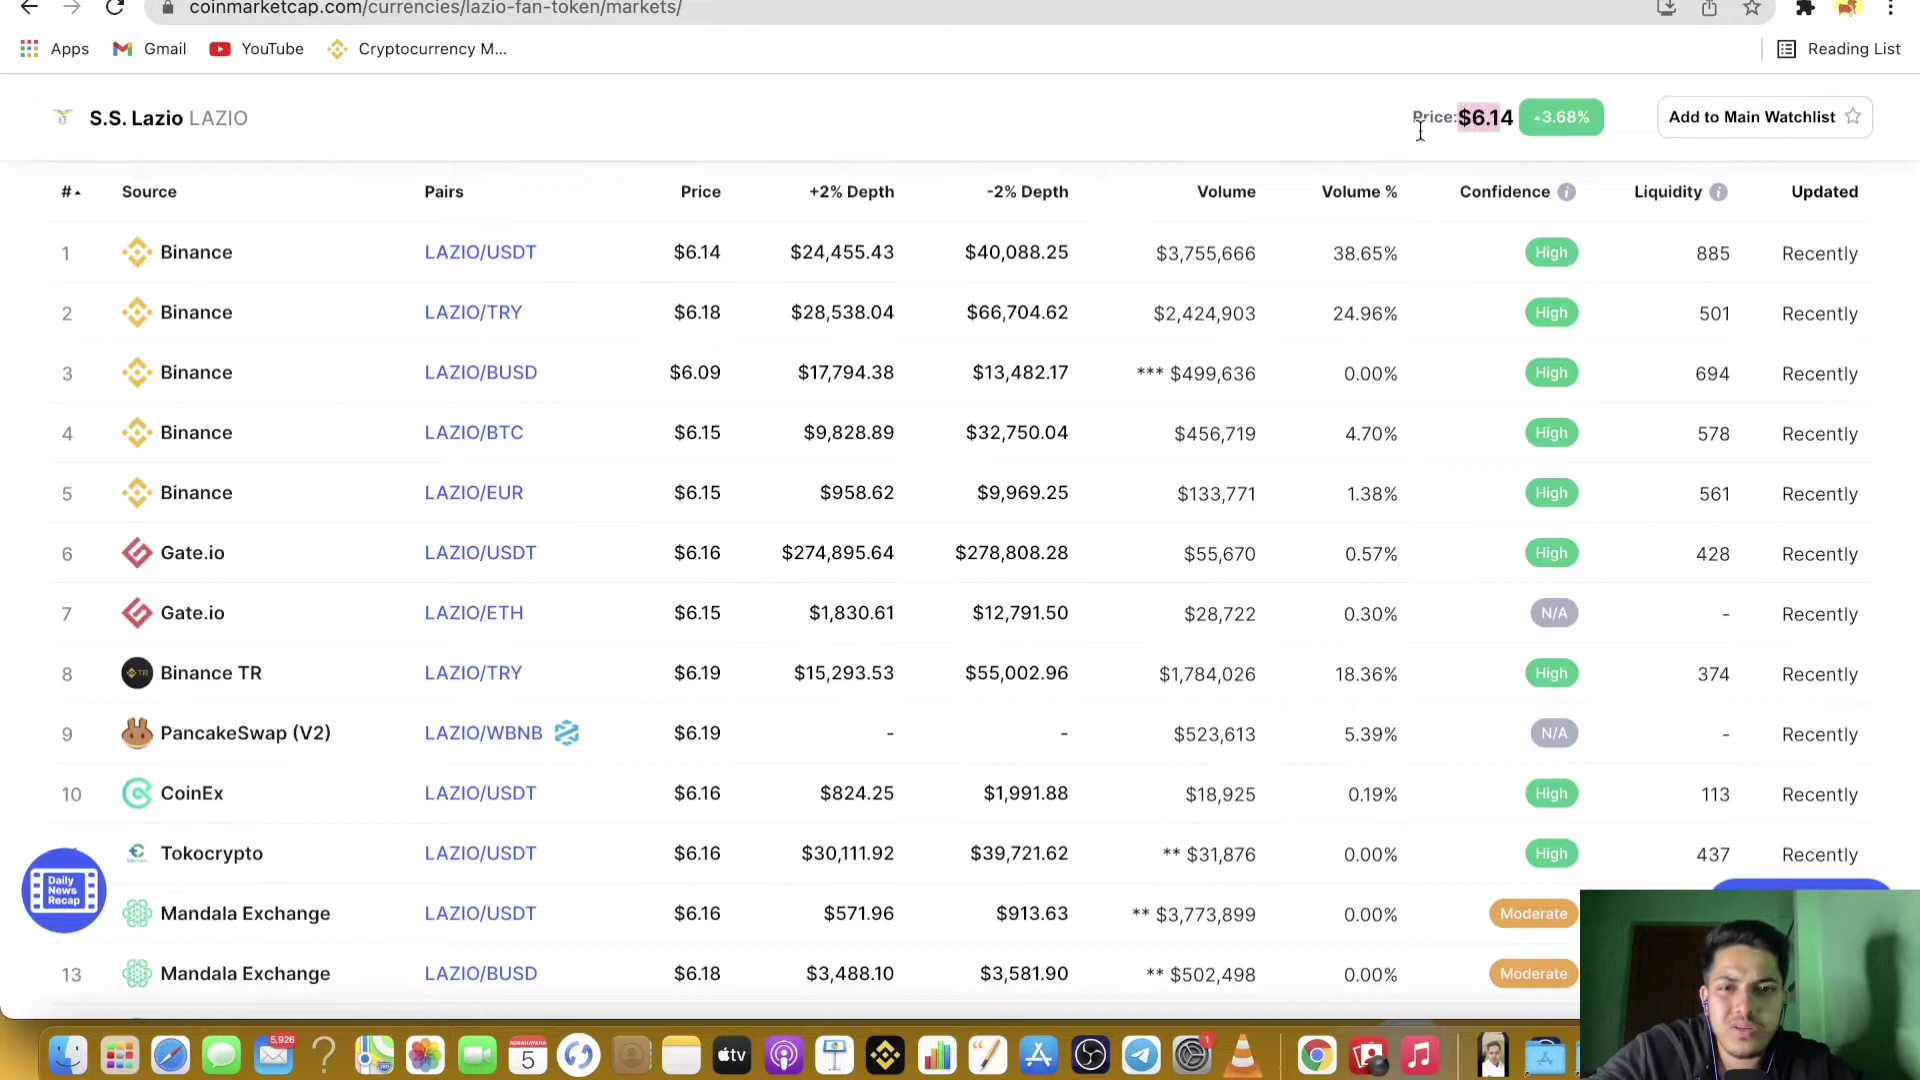 coinmarketcap.com/currencies/lazio-fan-token/markets/
Apps Gmail YouTube Cryptocurrency M... Reading List
S.S. Lazio LAZIO Price: $6.14 3.68% Add to Main Watchlist
# Source Pairs Price +2% Depth -2% Depth Volume Volume % Confidence Liquidity Updated
1 Binance LAZIO/USDT $6.14 $24,455.43 $40,088.25 $3,755,666 38.65% High 885 Recently
2 Binance LAZIO/TRY $6.18 $28,538.04 $66,704.62 $2,424,903 24.96% High 501 Recently
3 Binance LAZIO/BUSD $6.09 $17,794.38 $13,482.17 *** $499,636 0.00% High 694 Recently
4 Binance LAZIO/BTC $6.15 $9,828.89 $32,750.04 $456,719 4.70% High 578 Recently
5 Binance LAZIO/EUR $6.15 $958.62 $9,969.25 $133,771 1.38% High 561 Recently
6 Gate.io LAZIO/USDT $6.16 $274,895.64 $278,808.28 $55,670 0.57% High 428 Recently
7 Gate.io LAZIO/ETH $6.15 $1,830.61 $12,791.50 $28,722 0.30% N/A - Recently
8 Binance TR LAZIO/TRY $6.19 $15,293.53 $55,002.96 $1,784,026 18.36% High 374 Recently
9 PancakeSwap (V2) LAZIO/WBNB $6.19 - - $523,613 5.39% N/A - Recently
10 CoinEx LAZIO/USDT $6.16 $824.25 $1,991.88 $18,925 0.19% High 113 Recently
Tokocrypto LAZIO/USDT $6.16 $30,111.92 $39,721.62 ** $31,876 0.00% High 437 Recently
Daily
News
Recap
Mandala Exchange LAZIO/USDT $6.16 $571.96 $913.63 ** $3,773,899 0.00% Moderate
13 Mandala Exchange LAZIO/BUSD $6.18 $3,488.10 $3,581.90 ** $502,498 0.00% Moderate
5,926
AGRAHAYANA
5
tv
1